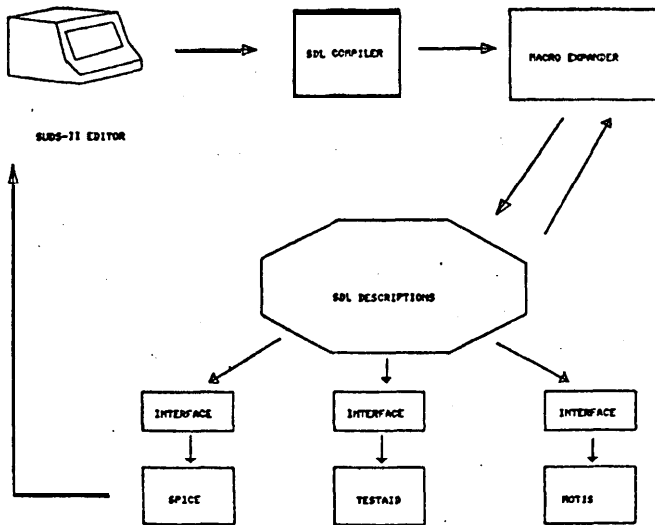 SDL COMPILER
MACRO EXPANDER
SUDS-II EDITOR
SDL DESCRIPTIONS
INTERFACE
INTERFACE
INTERFACE
SPICE
TESTAID
MOTIS